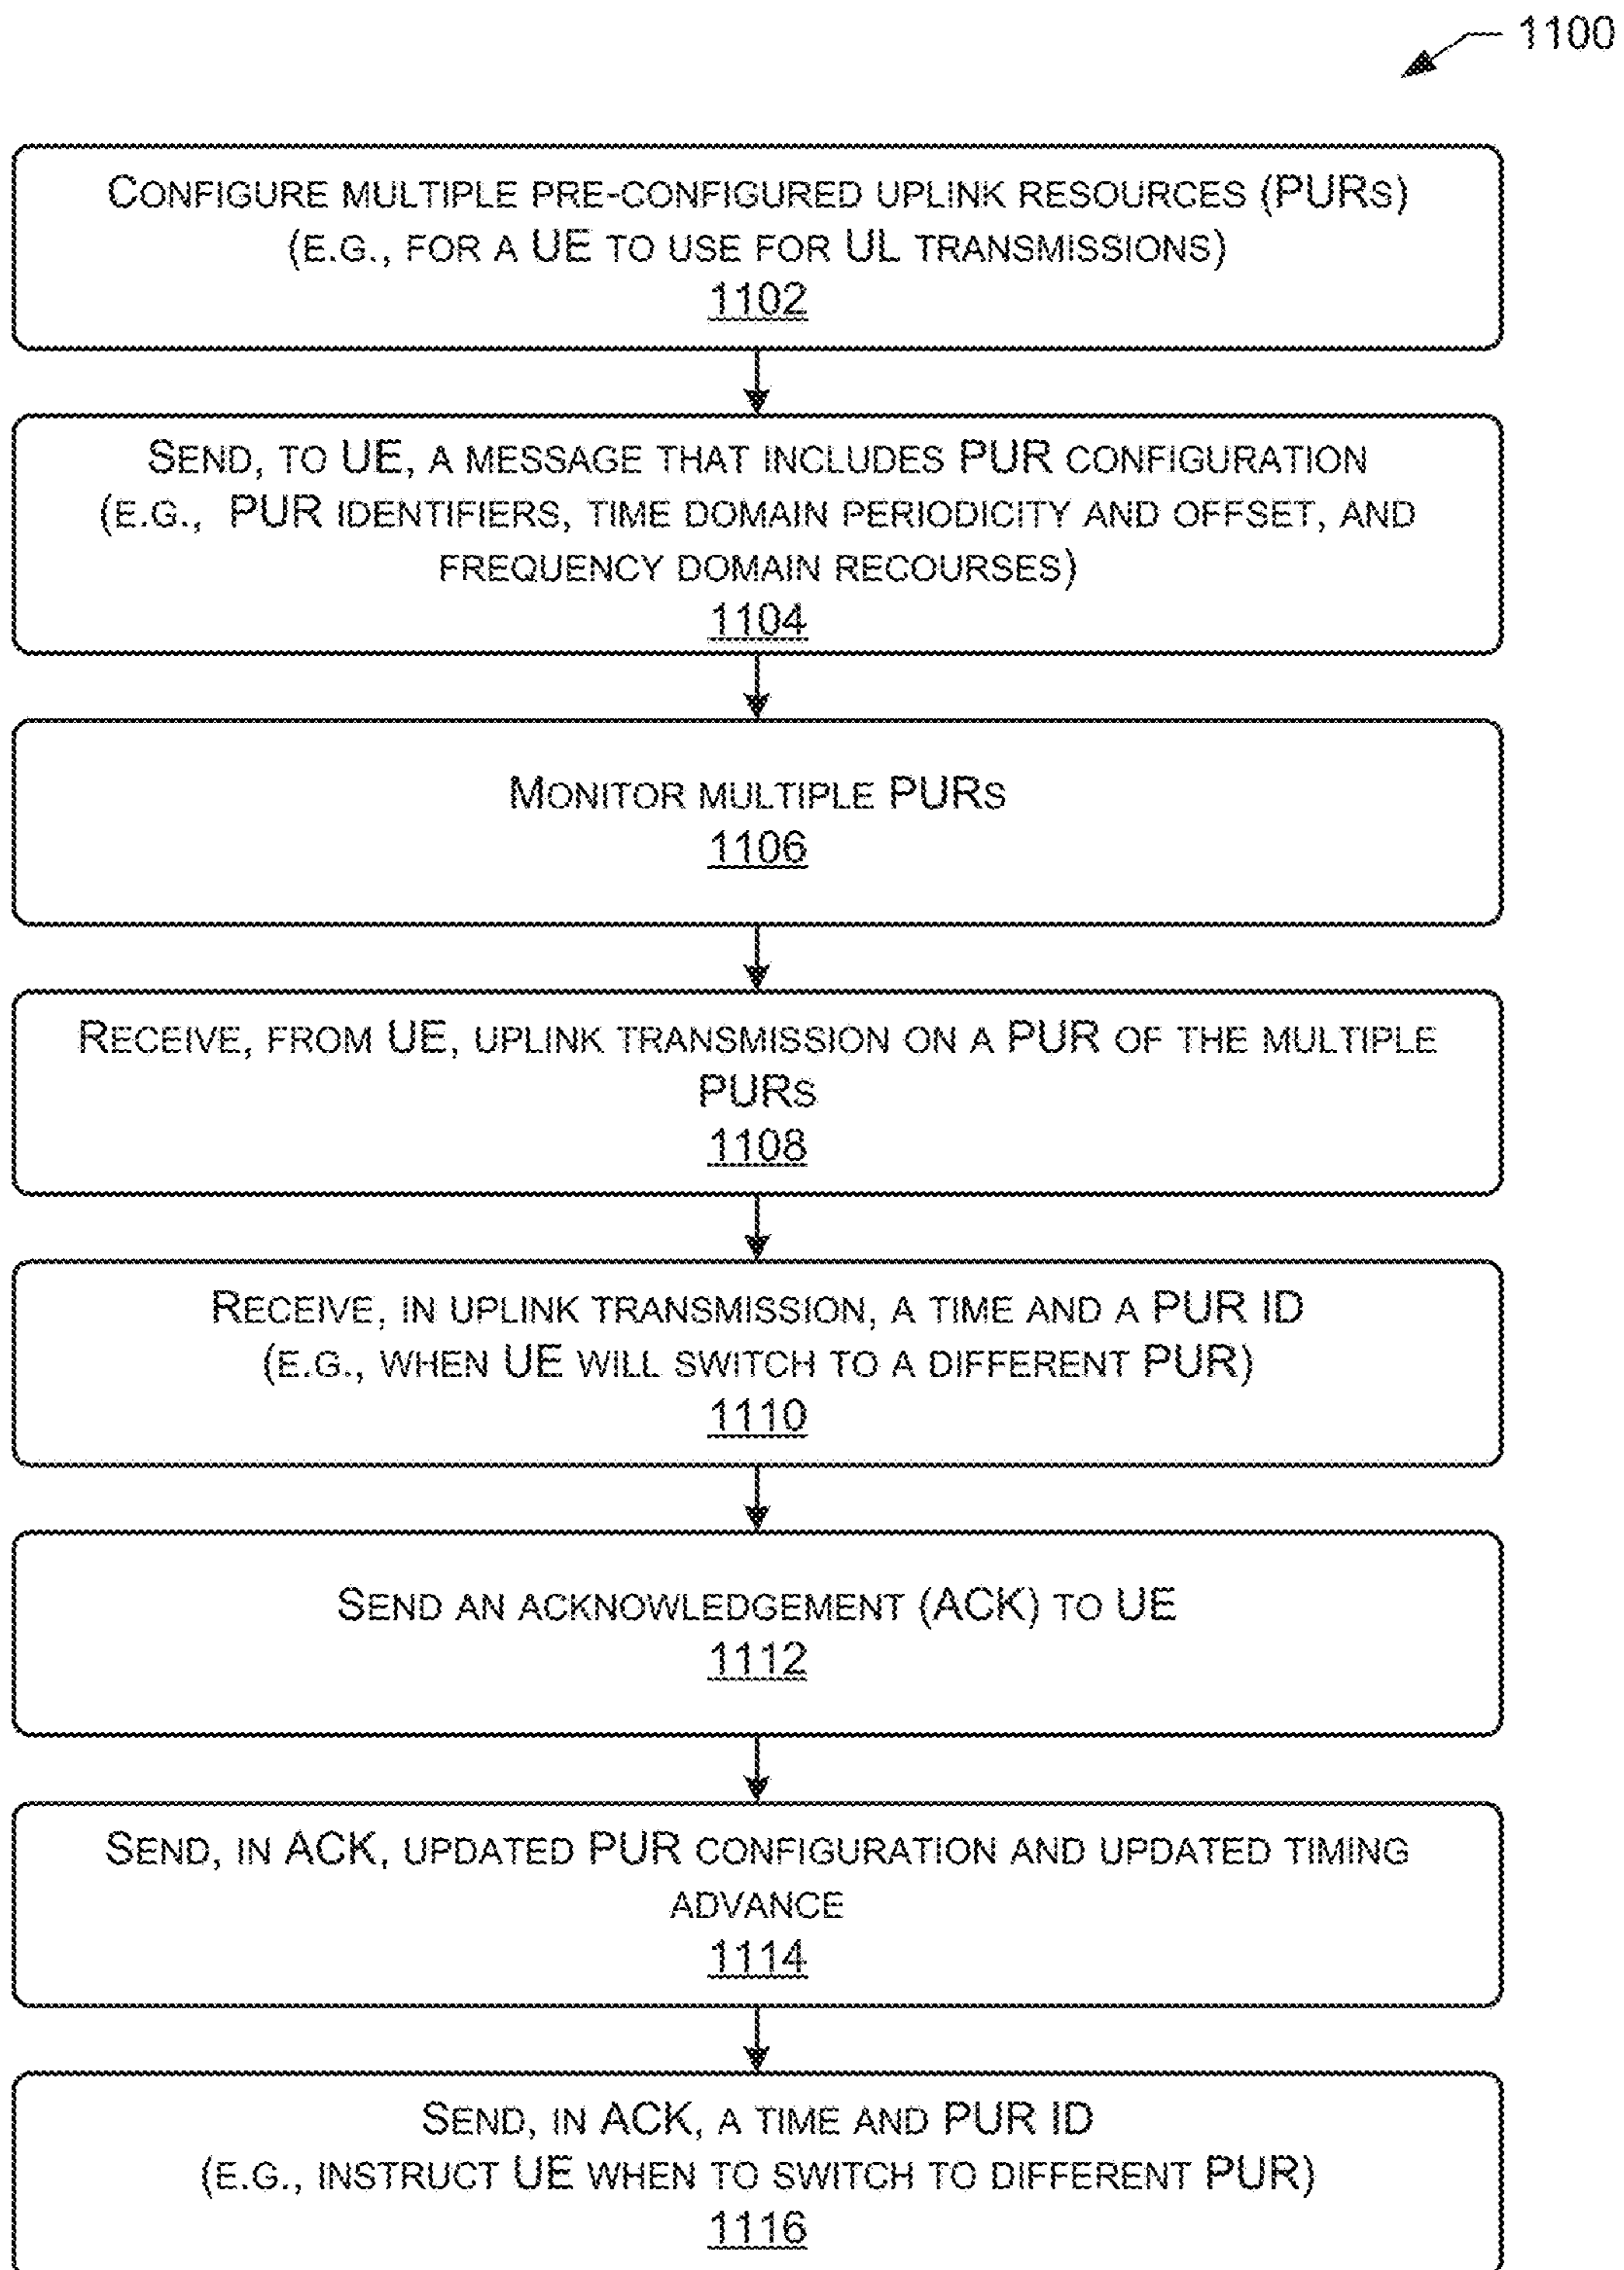 1100
CONFIGURE MULTIPLE PRE-CONFIGURED UPLINK RESOURCES (PURS)
(E.G., FOR A UE TO USE FOR UL TRANSMISSIONS)
1102
SEND, TO UE, A MESSAGE THAT INCLUDES PUR CONFIGURATION
(E.G., PUR IDENTIFIERS, TIME DOMAIN PERIODICITY AND OFFSET, AND
FREQUENCY DOMAIN RECOURSES)
1104
MONITOR MULTIPLE PURS
1106
RECEIVE, FROM UE, UPLINK TRANSMISSION ON A PUR OF THE MULTIPLE
PURS
1108
RECEIVE, IN UPLINK TRANSMISSION, A TIME AND A PUR ID
(E.G., WHEN UE WILL SWITCH TO A DIFFERENT PUR)
1110
SEND AN ACKNOWLEDGEMENT (ACK) TO UE
1112
SEND, IN ACK, UPDATED PUR CONFIGURATION AND UPDATED TIMING
ADVANCE
1114
SEND, IN ACK, A TIME AND PUR ID
(E.G., INSTRUCT UE WHEN TO SWITCH TO DIFFERENT PUR)
1116